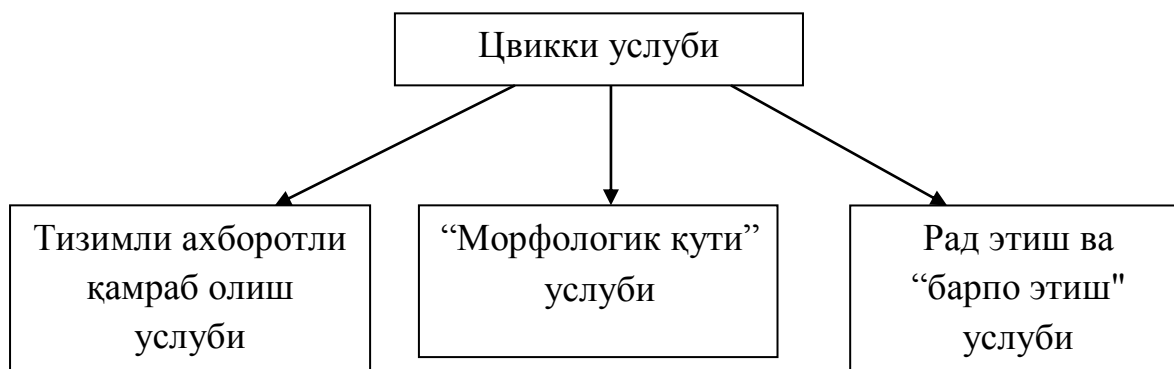 Цвикки услуби
Тизимли ахборотли
қамраб олиш
услуби
“Морфологик қути”
услуби
Рад этиш ва
“барпо этиш"
услуби